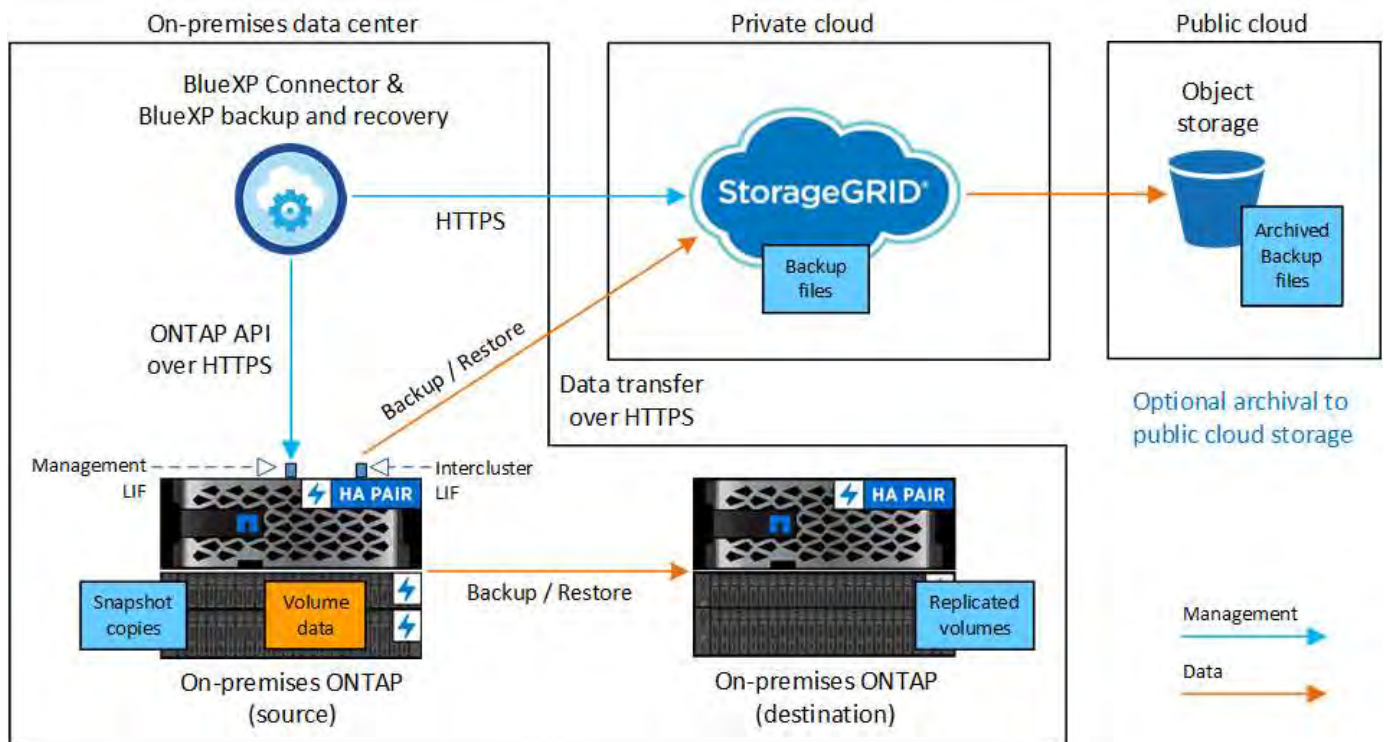 On-premises data center
Private cloud
Public cloud
BlueXP Connector &
BlueXP backup and recovery
HTTPS
ONTAP API
over HTTPS
StorageGRID®
Backup
files
Object
storage
Archived
Backup
files
Backup / Restore
Data transfer
over HTTPS
Optional archival to
public cloud storage
Management
LIF
Intercluster
LIF
HA PAIR
HA PAIR
Snapshot
copies
Volume
data
Backup / Restore
Replicated
volumes
On-premises ONTAP
(source)
On-premises ONTAP
(destination)
Management
Data